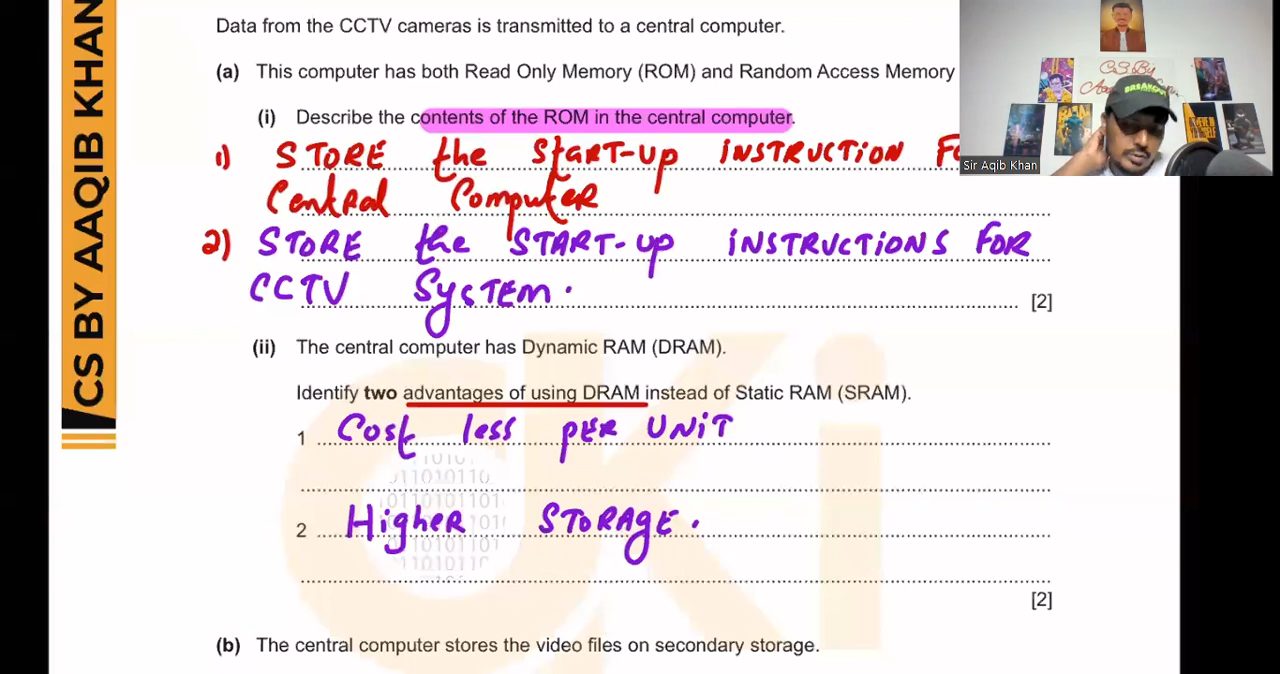 CS BY AAQIB KHAN
Data from the CCTV cameras is transmitted to a central computer.
(a) This computer has both Read Only Memory (ROM) and Random Access Memory
(i) Describe the contents of the ROM in the central computer.
1) STORE the START-UP INSTRUCTION FO
Central Computer
2) STORE the START-UP INSTRUCTIONS FOR
CCTV System.
[2]
(ii) The central computer has Dynamic RAM (DRAM).
Identify two advantages of using DRAM instead of Static RAM (SRAM).
1 Cost less PER UNIT
2 Higher STORAGE.
[2]
(b) The central computer stores the video files on secondary storage.
CS By
BREAKOUT
Sir Aqib Khan